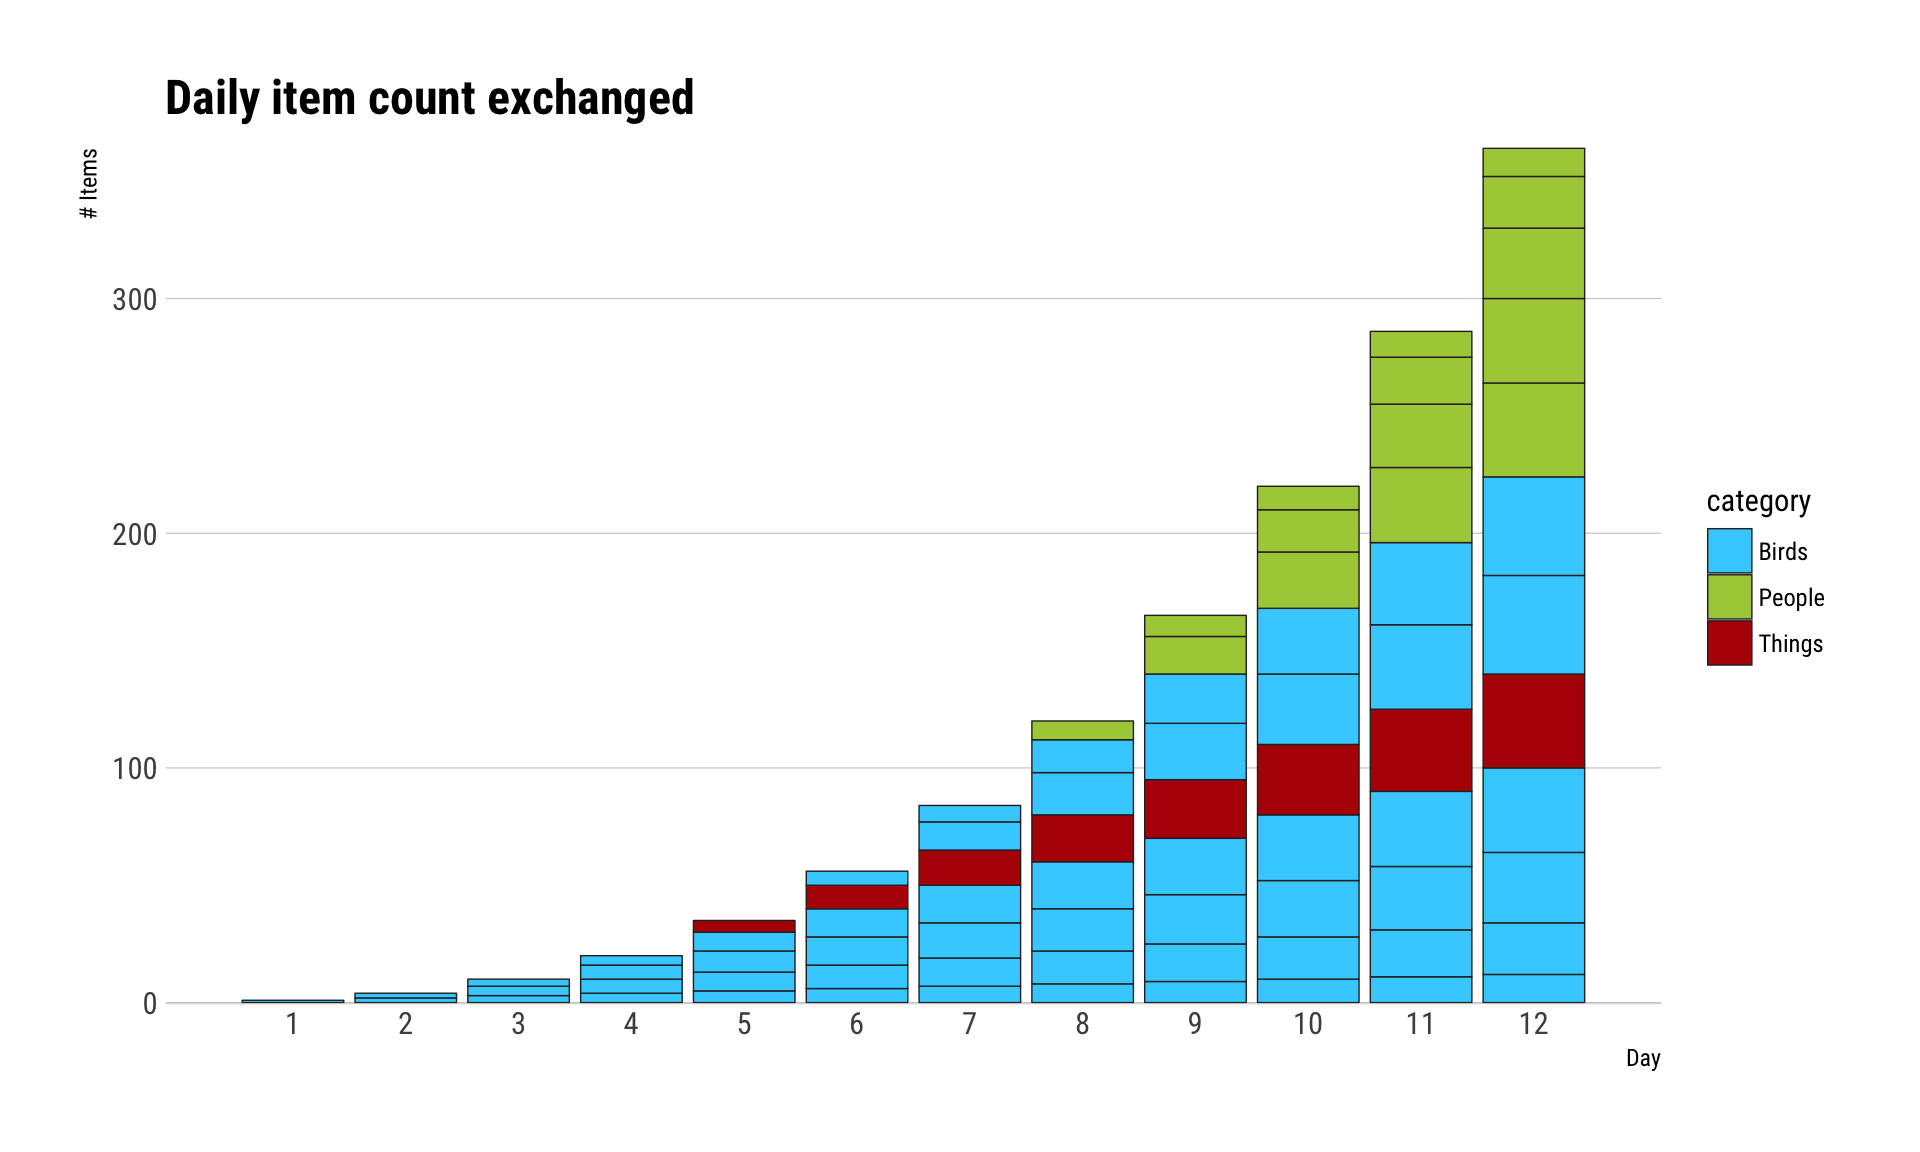 Daily item count exchanged
# Items
300
200
100
0
1 2 3 4 5 6 7 8 9 10 11 12
Day
category
Birds
People
Things